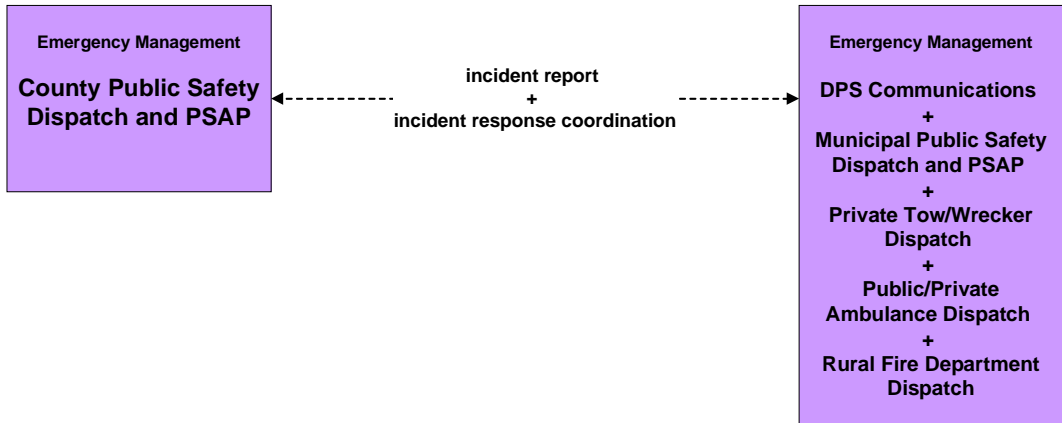 Emergency Management
County Public Safety
Dispatch and PSAP
incident report
+
incident response coordination
Emergency Management
DPS Communications
+
Municipal Public Safety
Dispatch and PSAP
+
Private Tow/Wrecker
Dispatch
+
Public/Private
Ambulance Dispatch
+
Rural Fire Department
Dispatch